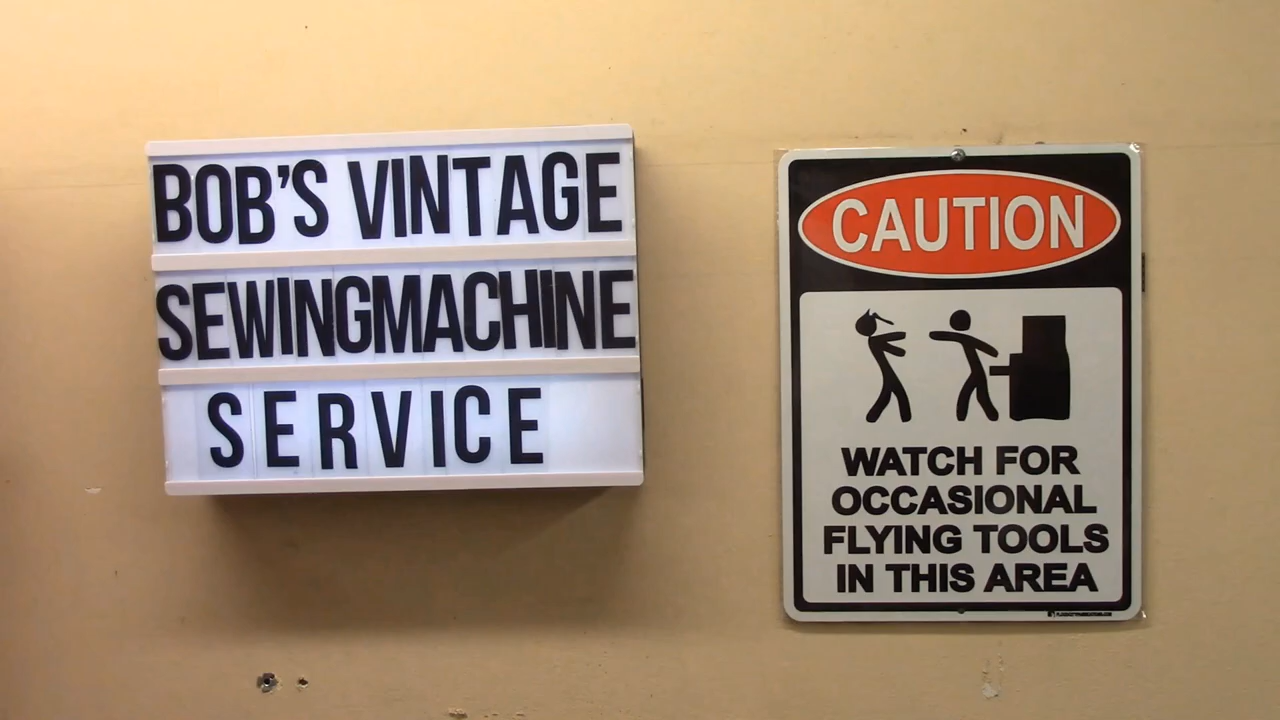 BOB'S VINTAGE
SEWINGMACHINE
SERVICE
CAUTION
WATCH FOR
OCCASIONAL
FLYING TOOLS
IN THIS AREA